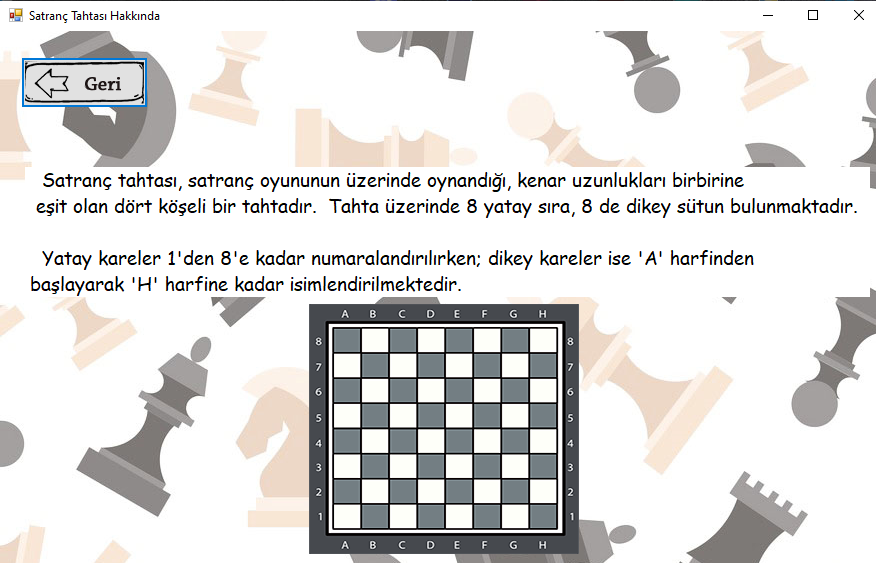 Satranç Tahtası Hakkında
Geri
Satranç tahtası, satranç oyununun üzerinde oynandığı, kenar uzunlukları birbirine
eşit olan dört köşeli bir tahtadır. Tahta üzerinde 8 yatay sıra, 8 de dikey sütun bulunmaktadır.
Yatay kareler 1'den 8'e kadar numaralandırılırken; dikey kareler ise 'A' harfinden
başlayarak 'H' harfine kadar isimlendirilmektedir.
A B C D E F G H
8 8
7 7
6 6
5 5
4 4
3 3
2 2
1 1
A B C D E F G H